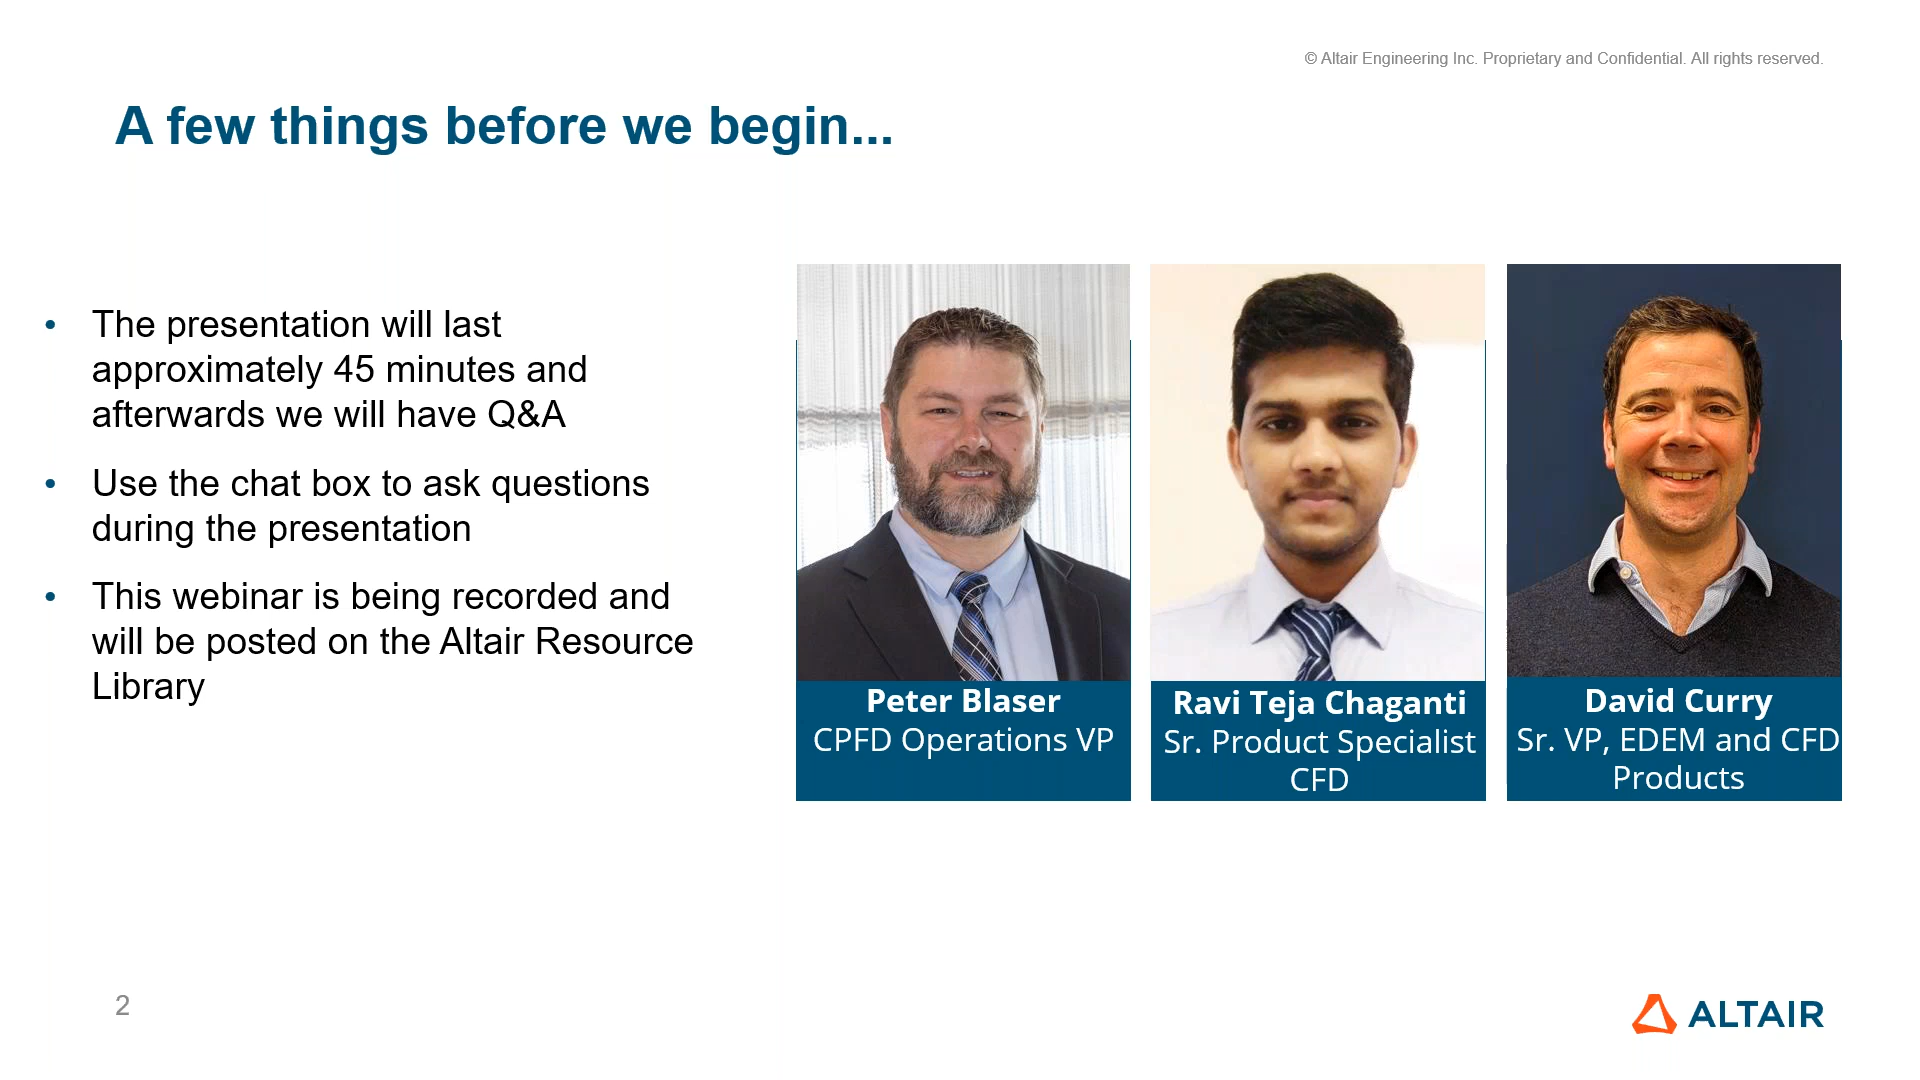 © Altair Engineering Inc. Proprietary and Confidential. All rights reserved.
A few things before we begin...
• The presentation will last
approximately 45 minutes and
afterwards we will have Q&A
• Use the chat box to ask questions
during the presentation
• This webinar is being recorded and
will be posted on the Altair Resource
Library
Peter Blaser
CPFD Operations VP
Ravi Teja Chaganti
Sr. Product Specialist
CFD
David Curry
Sr. VP, EDEM and CFD
Products
2
ALTAIR